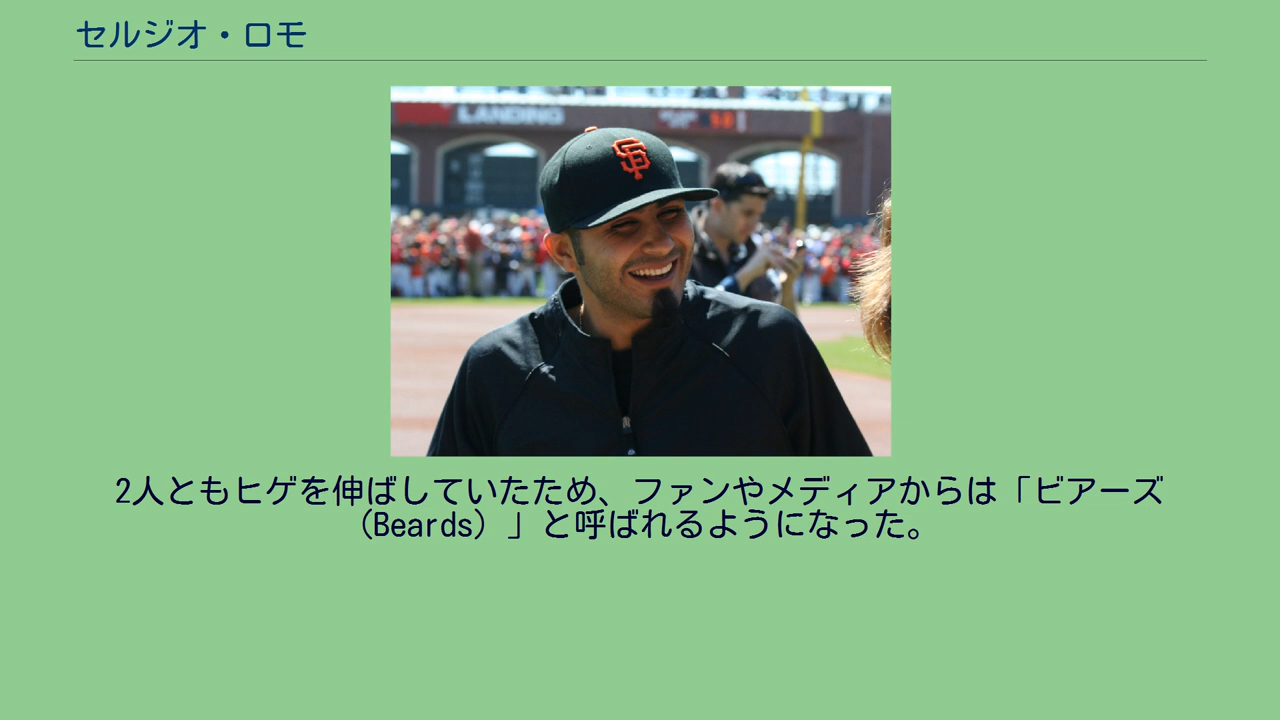 セルジオ・ロモ
LANDING
SF
2人ともヒゲを伸ばしていたため、ファンやメディアからは「ビアーズ
（Beards）」と呼ばれるようになった。